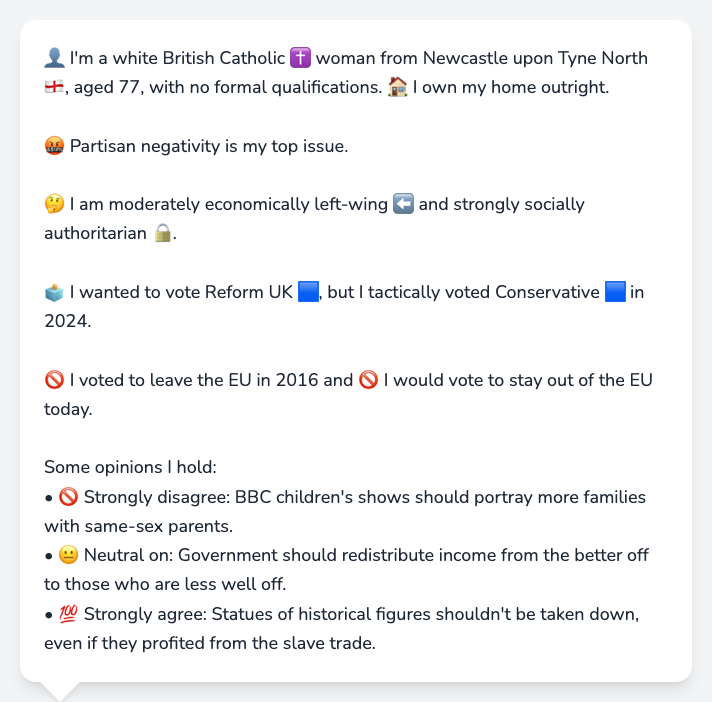 👤 I'm a white British Catholic ✝️ woman from Newcastle upon Tyne North
🏴󠁧󠁢󠁥󠁮󠁧󠁿, aged 77, with no formal qualifications. 🏠 I own my home outright.
🤬 Partisan negativity is my top issue.
🤔 I am moderately economically left-wing ⬅️ and strongly socially
authoritarian 🔒.
🗳️ I wanted to vote Reform UK 🟦, but I tactically voted Conservative 🟦 in
2024.
🚫 I voted to leave the EU in 2016 and 🚫 I would vote to stay out of the EU
today.
Some opinions I hold:
• 🚫 Strongly disagree: BBC children's shows should portray more families
with same-sex parents.
• 😐 Neutral on: Government should redistribute income from the better off
to those who are less well off.
• 💯 Strongly agree: Statues of historical figures shouldn't be taken down,
even if they profited from the slave trade.